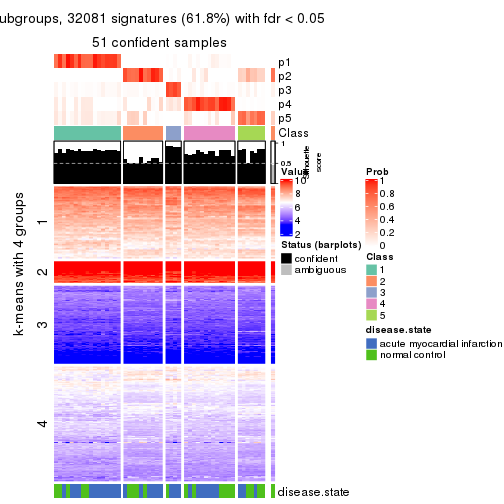 ubgroups, 32081 signatures (61.8%) with fdr < 0.05
51 confident samples
p1
p2
p3
p4
p5
Class
1
0.5
silhouette
score
k-means with 4 groups
1
2
3
4
disease.state
Value
10
8
6
4
2
Status (barplots)
confident
ambiguous
Prob
1
0.8
0.6
0.4
0.2
0
Class
1
2
3
4
5
disease.state
acute myocardial infarction
normal control